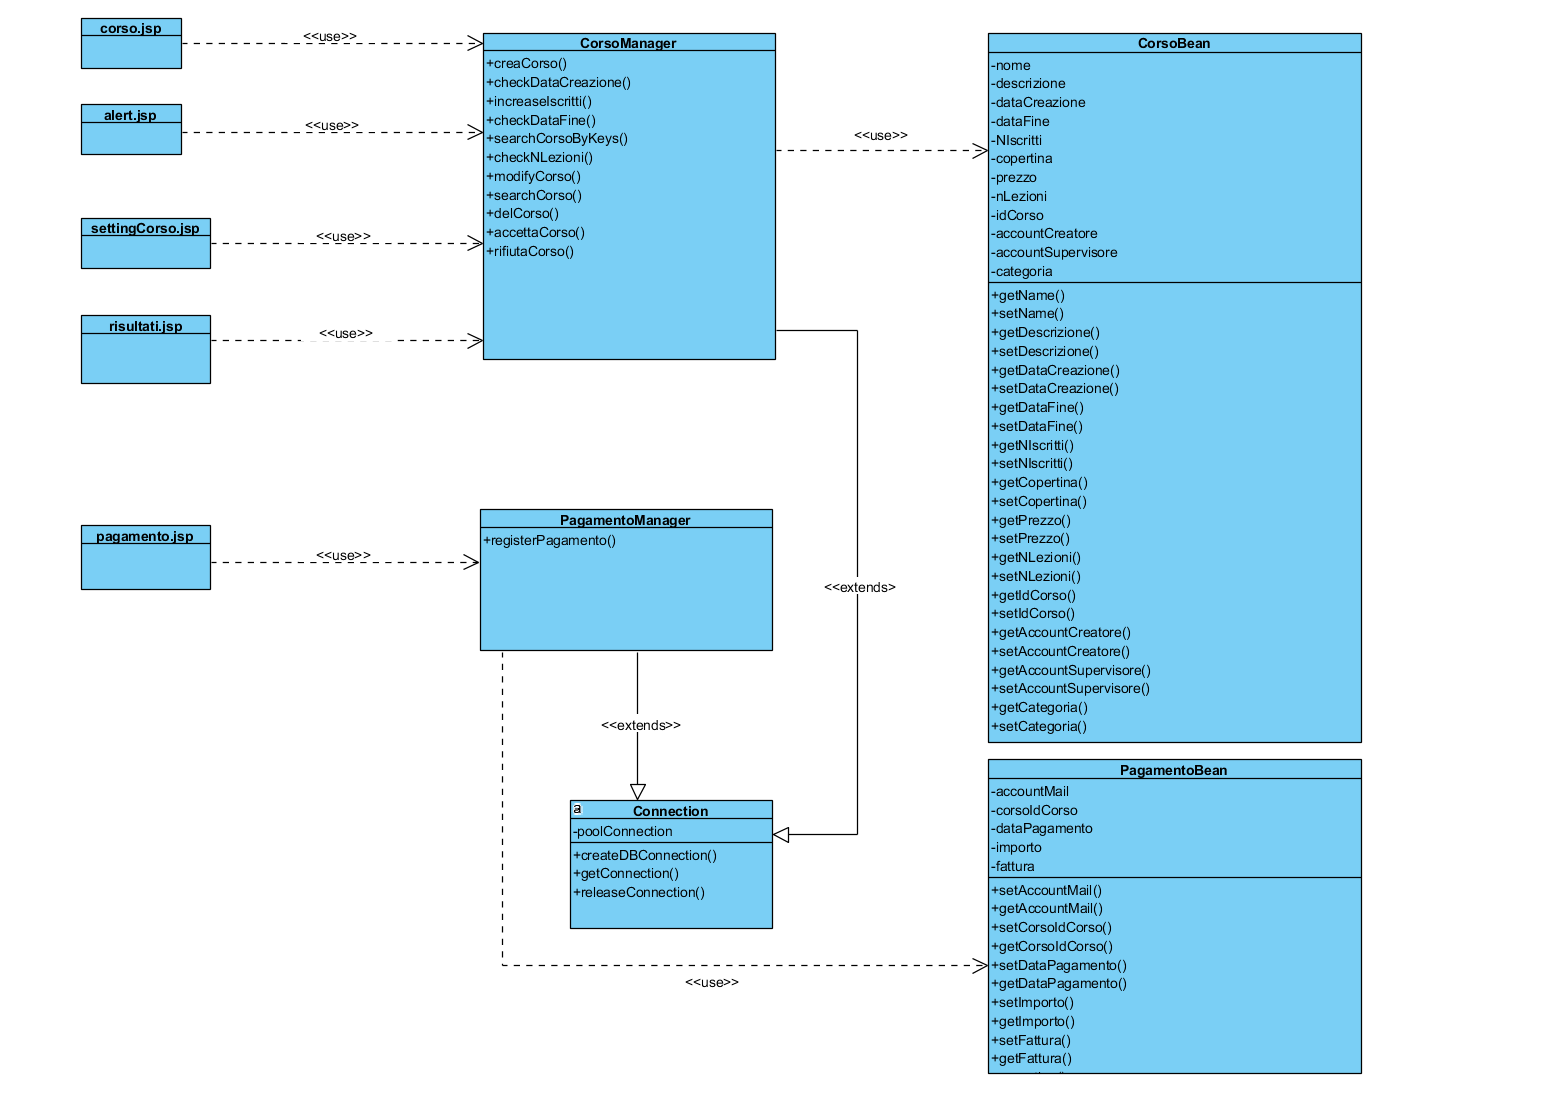 corso.jsp
<<use>>
alert.jsp
<<use>>
settingCorso.jsp
<<use>>
risultati.jsp
<<use>>
CorsoManager
+creaCorso()
+checkDataCreazione()
+increaseIscritti()
+checkDataFine()
+searchCorsoByKeys()
+checkNLezioni()
+modifyCorso()
+searchCorso()
+delCorso()
+accettaCorso()
+rifiutaCorso()
<<use>>
CorsoBean
-nome
-descrizione
-dataCreazione
-dataFine
-NIscritti
-copertina
-prezzo
-nLezioni
-idCorso
-accountCreatore
-accountSupervisore
-categoria
+getName()
+setName()
+getDescrizione()
+setDescrizione()
+getDataCreazione()
+setDataCreazione()
+getDataFine()
+setDataFine()
+getNIscritti()
+setNIscritti()
+getCopertina()
+setCopertina()
+getPrezzo()
+setPrezzo()
+getNLezioni()
+setNLezioni()
+getIdCorso()
+setIdCorso()
+getAccountCreatore()
+setAccountCreatore()
+getAccountSupervisore()
+setAccountSupervisore()
+getCategoria()
+setCategoria()
pagamento.jsp
<<use>>
PagamentoManager
+registerPagamento()
<<extends>
<<extends>>
a
Connection
-poolConnection
+createDBConnection()
+getConnection()
+releaseConnection()
<<use>>
PagamentoBean
-accountMail
-corsoIdCorso
-dataPagamento
-importo
-fattura
+setAccountMail()
+getAccountMail()
+setCorsoIdCorso()
+getCorsoIdCorso()
+setDataPagamento()
+getDataPagamento()
+setImporto()
+getImporto()
+setFattura()
+getFattura()